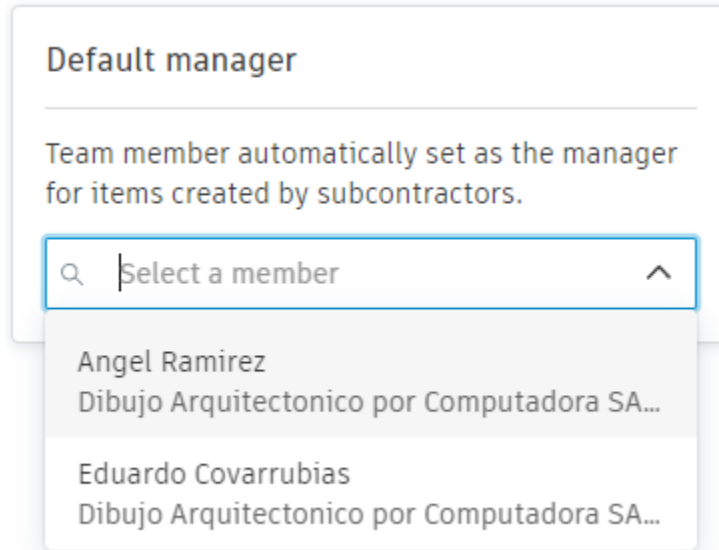 Default manager
Team member automatically set as the manager
for items created by subcontractors.
Select a member
Angel Ramirez
Dibujo Arquitectonico por Computadora SA...
Eduardo Covarrubias
Dibujo Arquitectonico por Computadora SA...